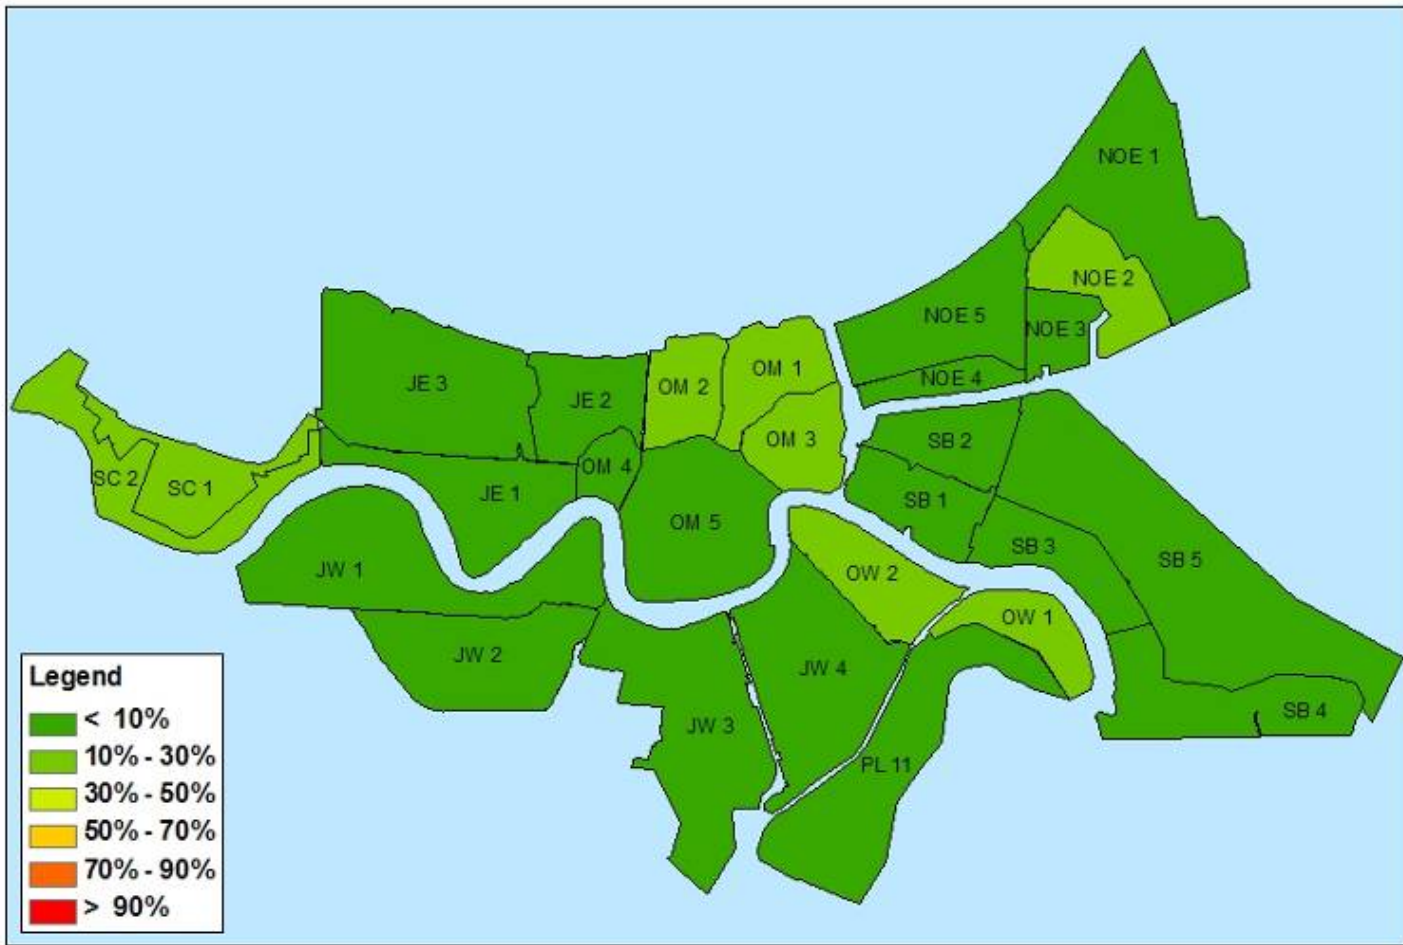 NOE 1
NOE 2
NOE 5
NOE 3
NOE 4
OM 1
OM 2
JE 3
JE 2
OM 3
SB 2
OM 4
SC 2
SC 1
JE 1
SB 1
OM 5
SB 3
SB 5
JW 1
OW 2
OW 1
JW 2
JW 4
SB 4
JW 3
PL 11
Legend
< 10%
10% - 30%
30% - 50%
50% - 70%
70% - 90%
> 90%